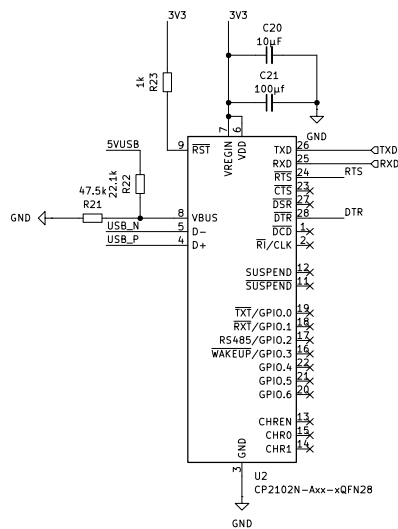 3V3
3V3
C20
10µF
C21
100µF
GND
1k
R23
7
6
VREGIN
VDD
9
RST
TXD
26
TXD
RXD
25
RXD
RTS
24
RTS
CTS
23
DSR
27
DTR
28
DTR
DCD
1
RI/CLK
2
5VUSB
47.5k
R21
22.1k
R22
GND
8
VBUS
USB_N
5
D-
USB_P
4
D+
SUSPEND
12
SUSPEND
11
TXT/GPIO.0
19
RXT/GPIO.1
18
RS485/GPIO.2
17
WAKEUP/GPIO.3
16
GPIO.4
22
GPIO.5
21
GPIO.6
20
CHREN
13
CHR0
15
CHR1
14
GND
3
U2
CP2102N-Axx-xQFN28
GND